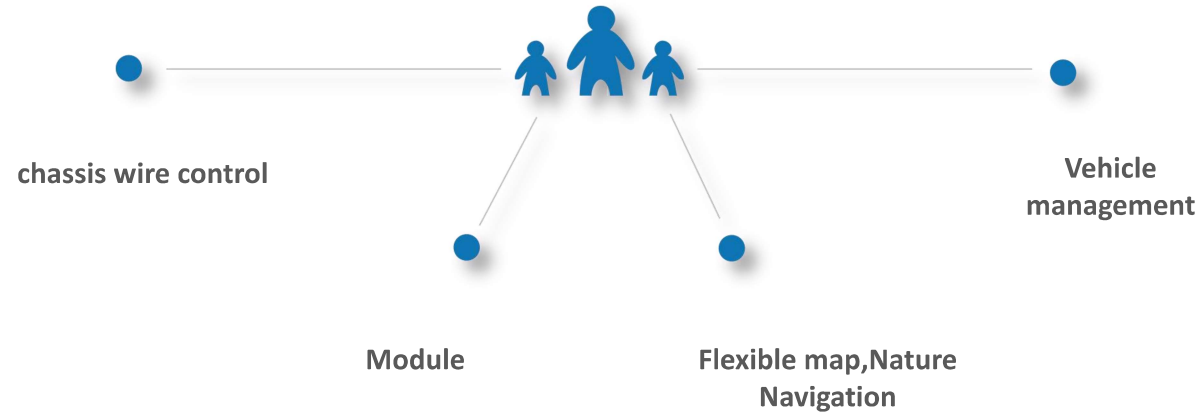 chassis wire control
Vehicle
management
Module
Flexible map,Nature
Navigation